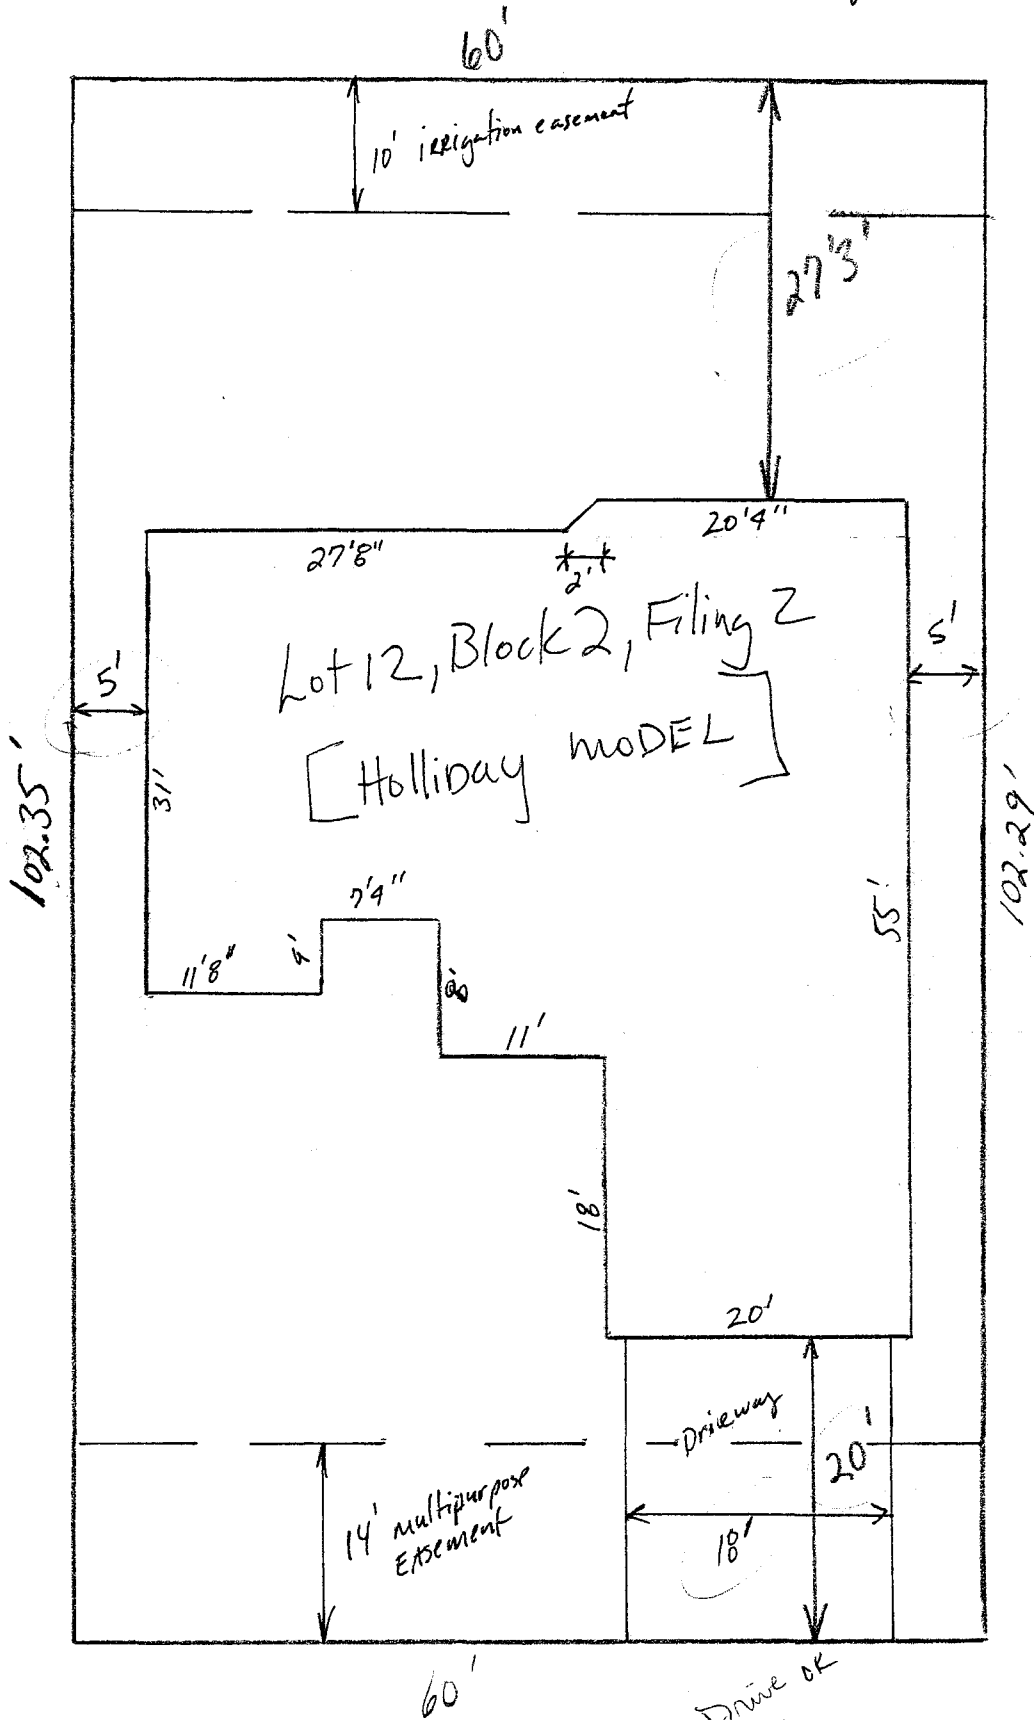 60'
10' irrigation easement
27'3'
27'8"
20'4"
2'
Lot 12, Block 2, Filing 2
[Holliday MODEL]
5'
5'
102.35'
31'
102.29'
55'
7'4"
11'8"
11'
18'
20'
Driveway
20'
14' multipurpose
EAsement
18'
60'
Drive OK